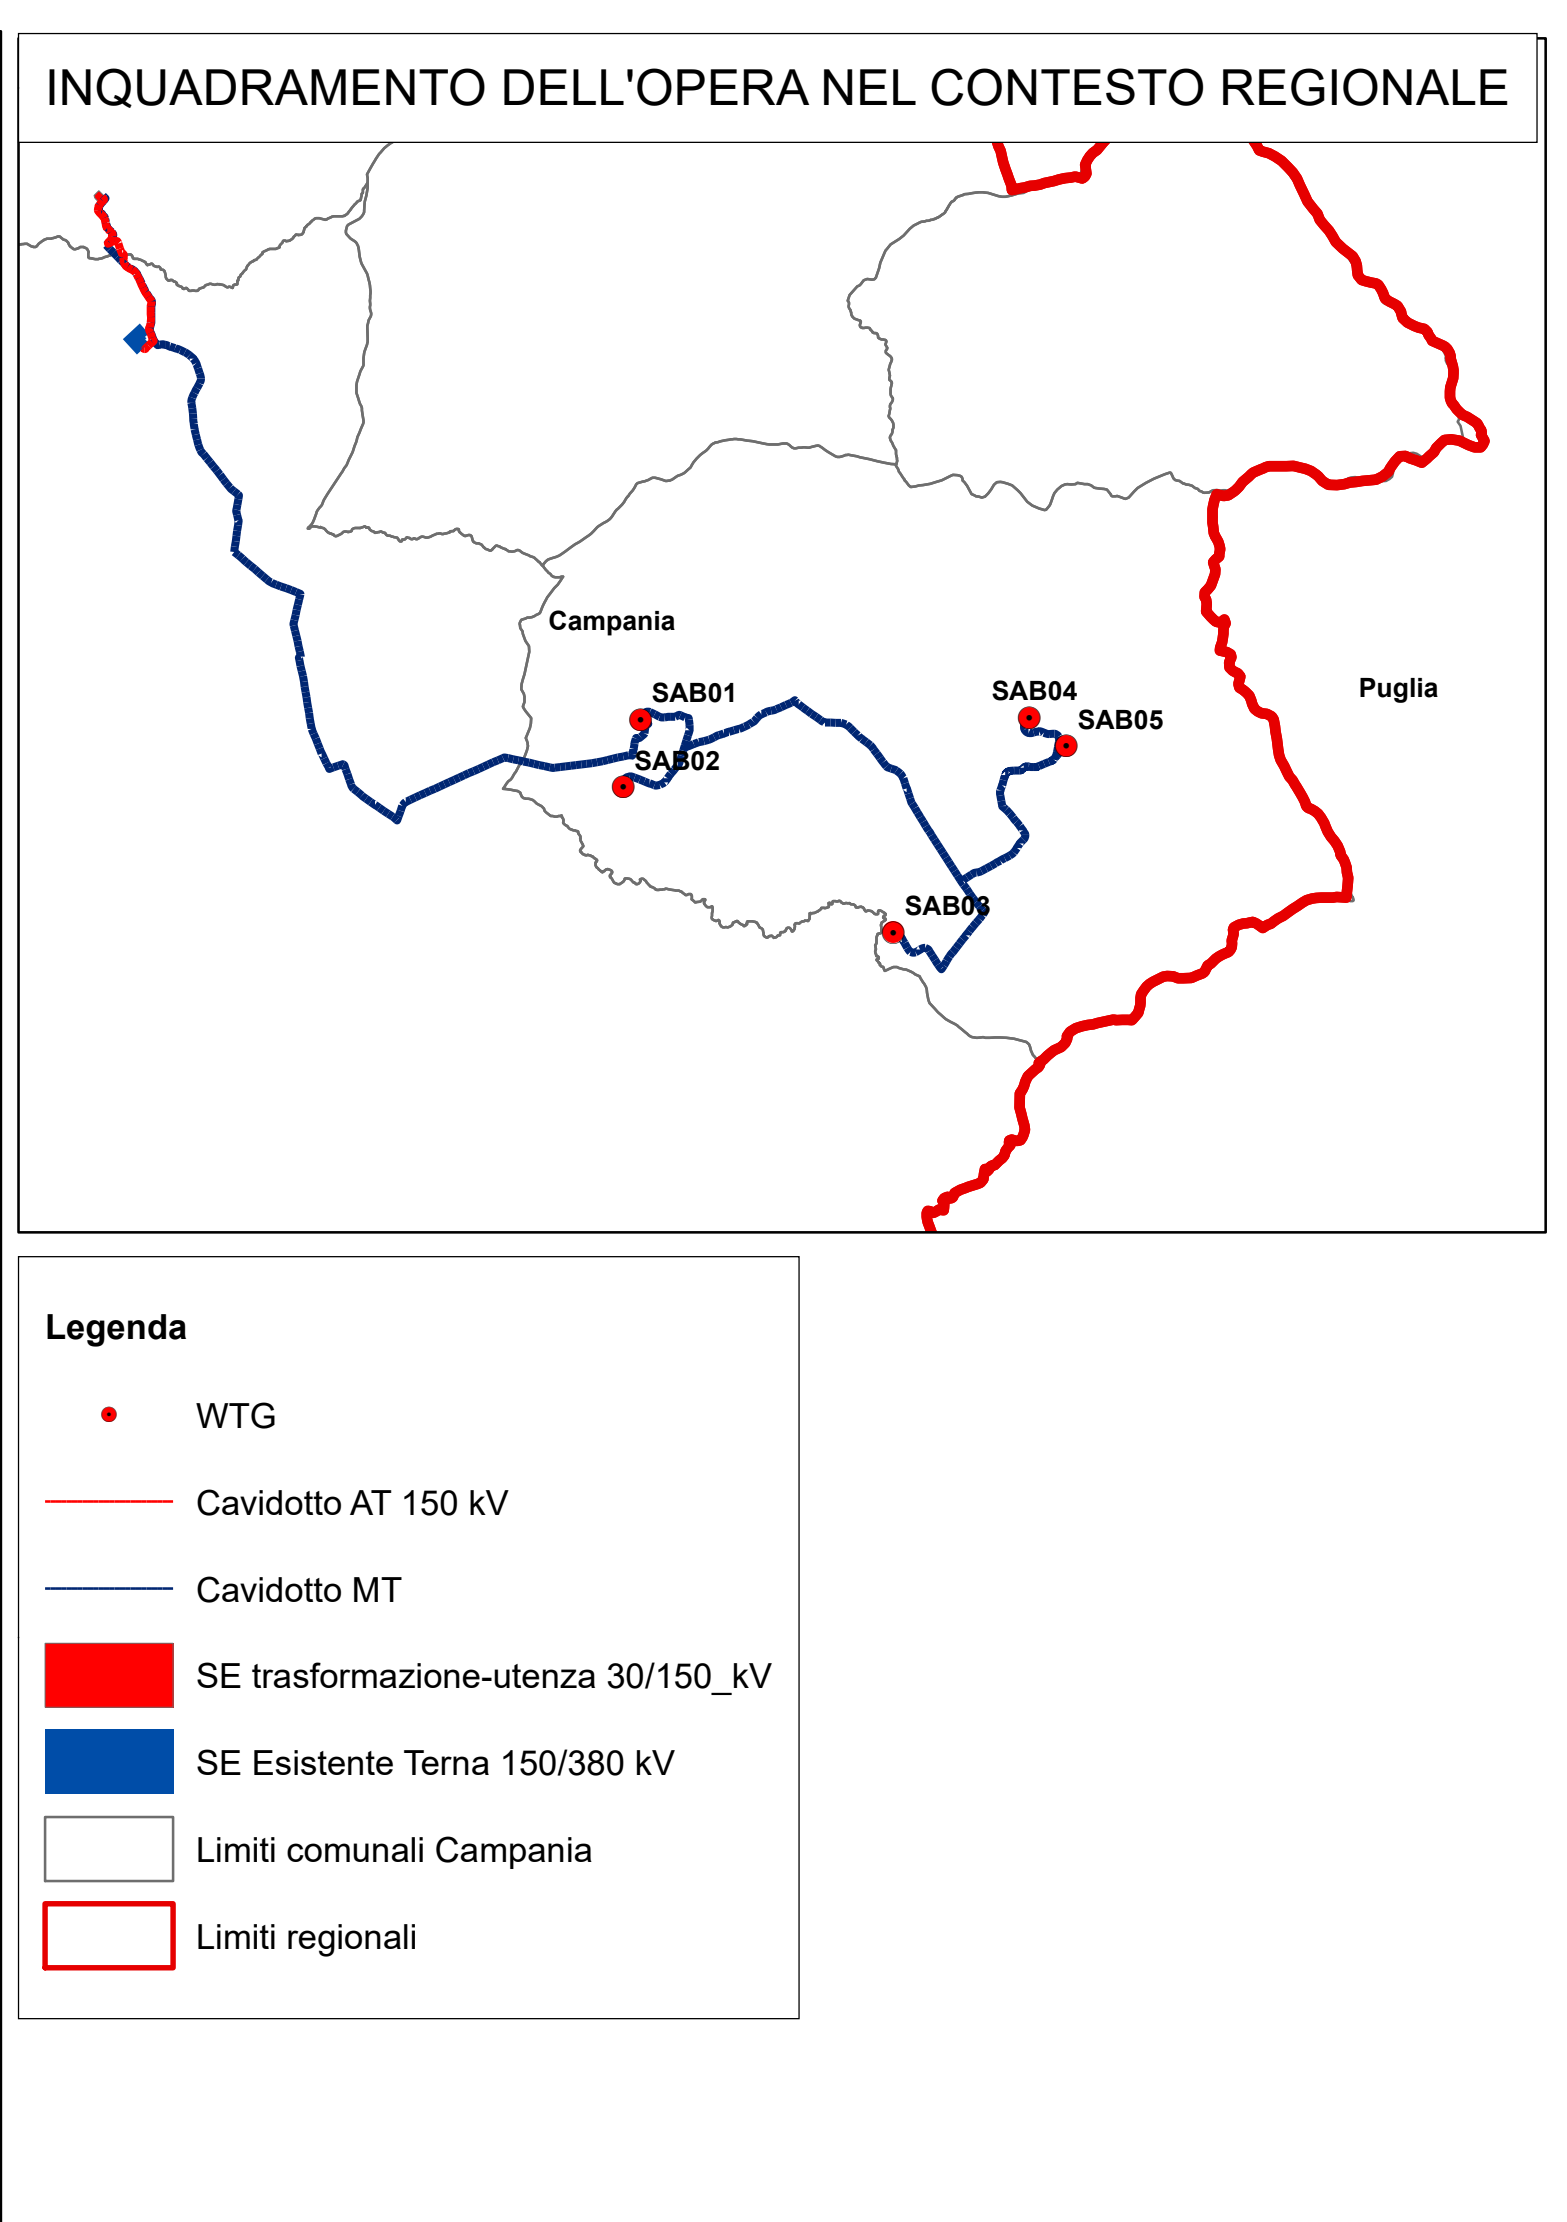 INQUADRAMENTO DELL'OPERA NEL CONTESTO REGIONALE
Campania
SAB01
SAB02
SAB04
SAB05
Puglia
SAB03
Legenda
WTG
Cavidotto AT 150 kV
Cavidotto MT
SE trasformazione-utenza 30/150_kV
SE Esistente Terna 150/380 kV
Limiti comunali Campania
Limiti regionali